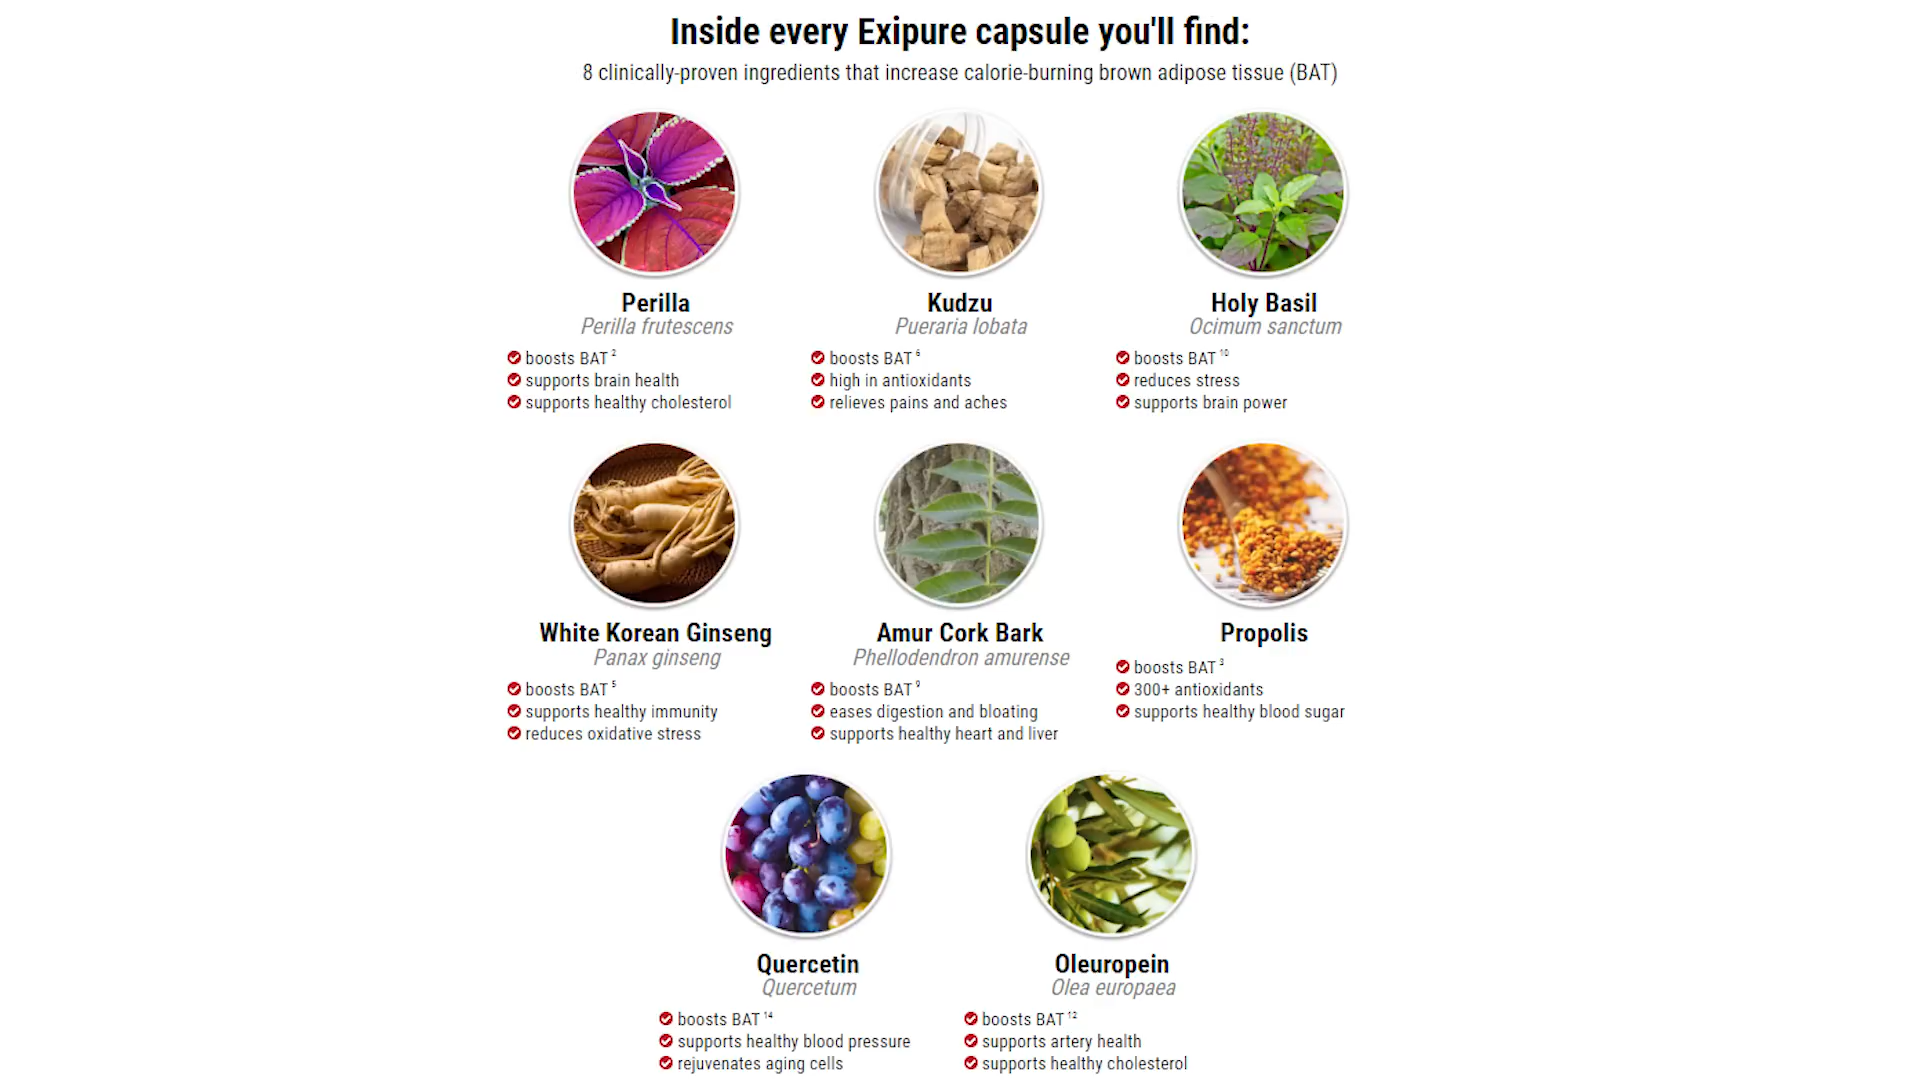 Inside every Exipure capsule you'll find:
8 clinically-proven ingredients that increase calorie-burning brown adipose tissue (BAT)
Perilla
Perilla frutescens
boosts BAT 2
supports brain health
supports healthy cholesterol
Kudzu
Pueraria lobata
boosts BAT 6
high in antioxidants
relieves pains and aches
Holy Basil
Ocimum sanctum
boosts BAT 10
reduces stress
supports brain power
White Korean Ginseng
Panax ginseng
boosts BAT 5
supports healthy immunity
reduces oxidative stress
Amur Cork Bark
Phellodendron amurense
boosts BAT 9
eases digestion and bloating
supports healthy heart and liver
Propolis
boosts BAT 3
300+ antioxidants
supports healthy blood sugar
Quercetin
Quercetum
boosts BAT 14
supports healthy blood pressure
rejuvenates aging cells
Oleuropein
Olea europaea
boosts BAT 12
supports artery health
supports healthy cholesterol